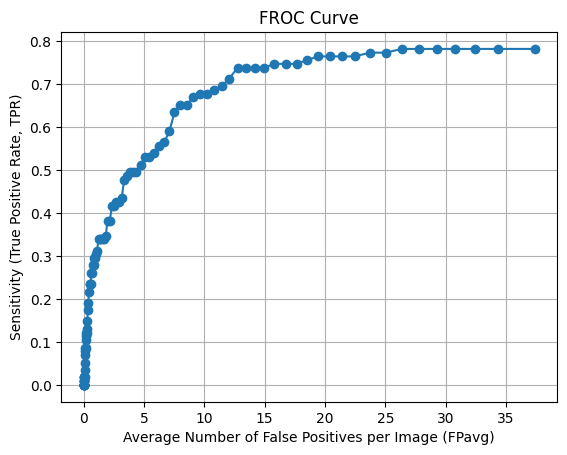 FROC Curve
Sensitivity (True Positive Rate, TPR)
0.8
0.7
0.6
0.5
0.4
0.3
0.2
0.1
0.0
0 5 10 15 20 25 30 35
Average Number of False Positives per Image (FPavg)